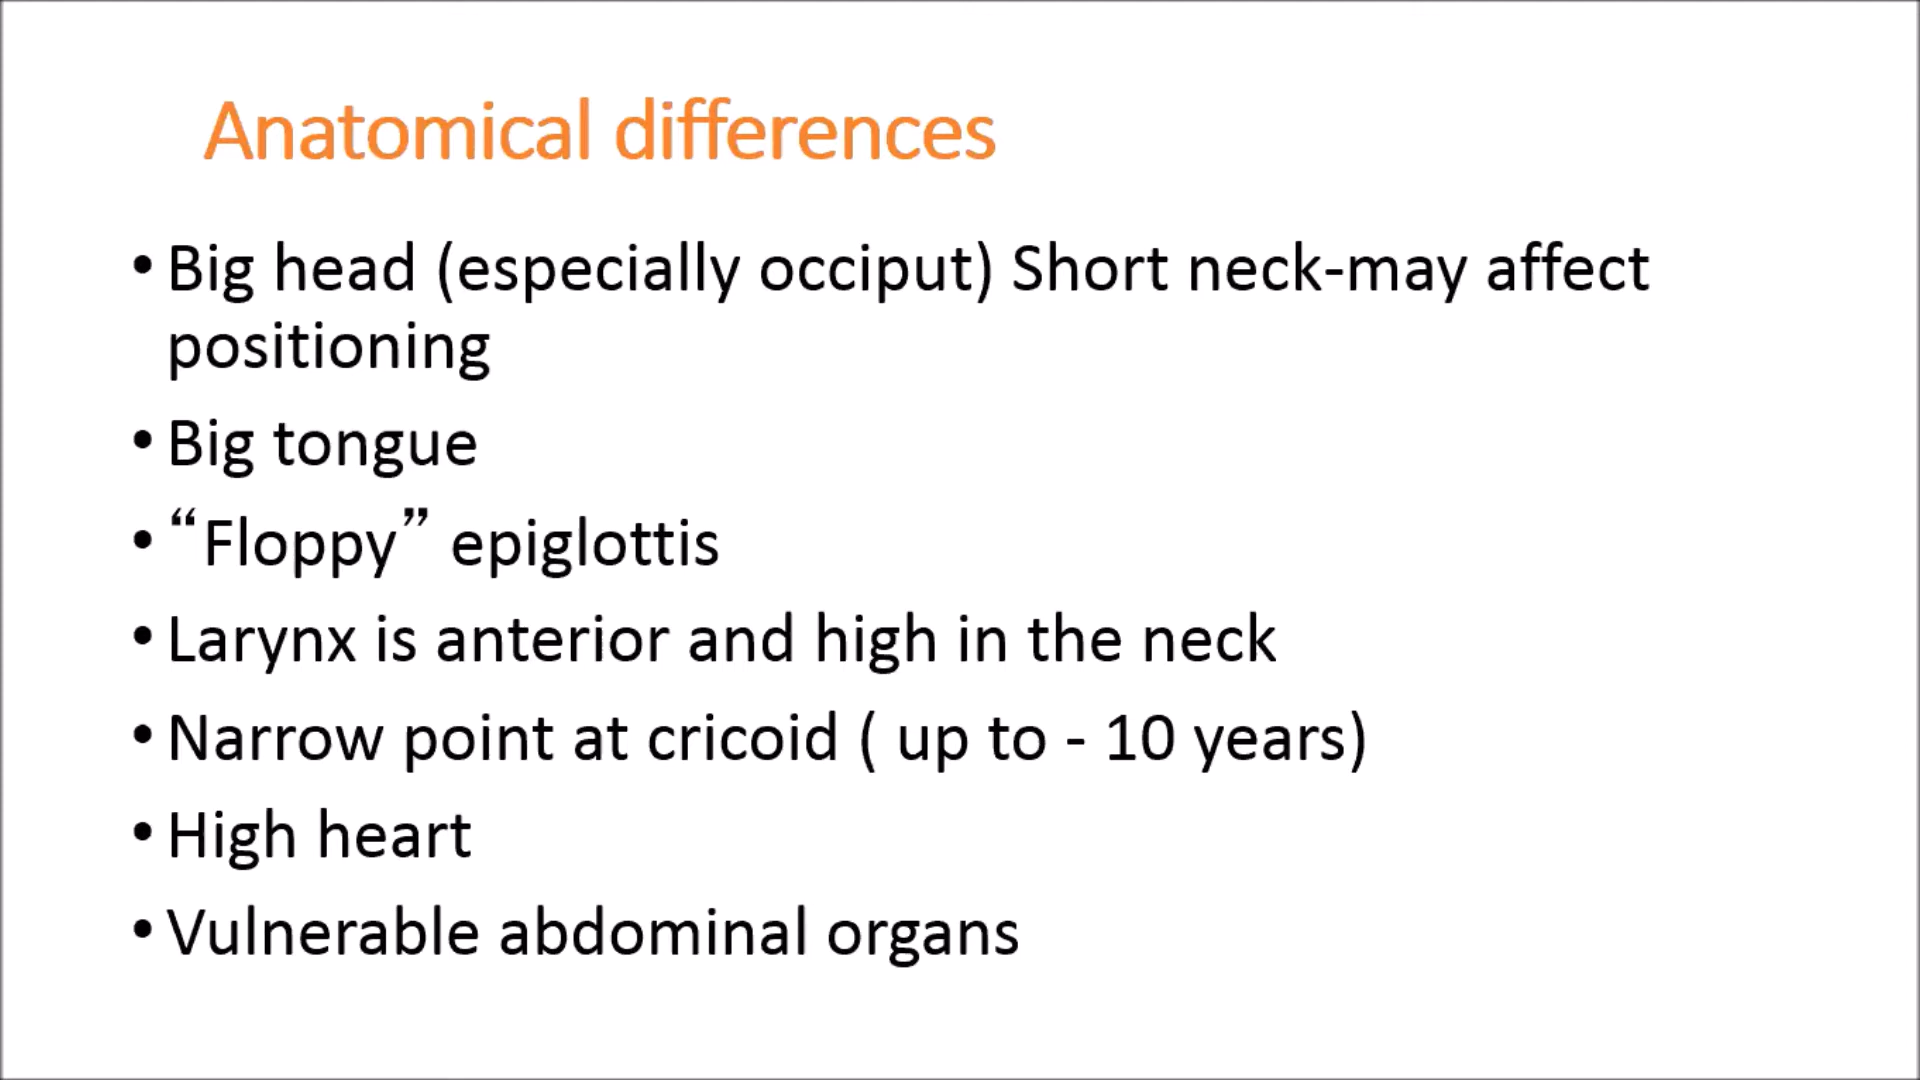 Anatomical differences
• Big head (especially occiput) Short neck-may affect
positioning
• Big tongue
• “Floppy” epiglottis
• Larynx is anterior and high in the neck
• Narrow point at cricoid ( up to - 10 years)
• High heart
• Vulnerable abdominal organs